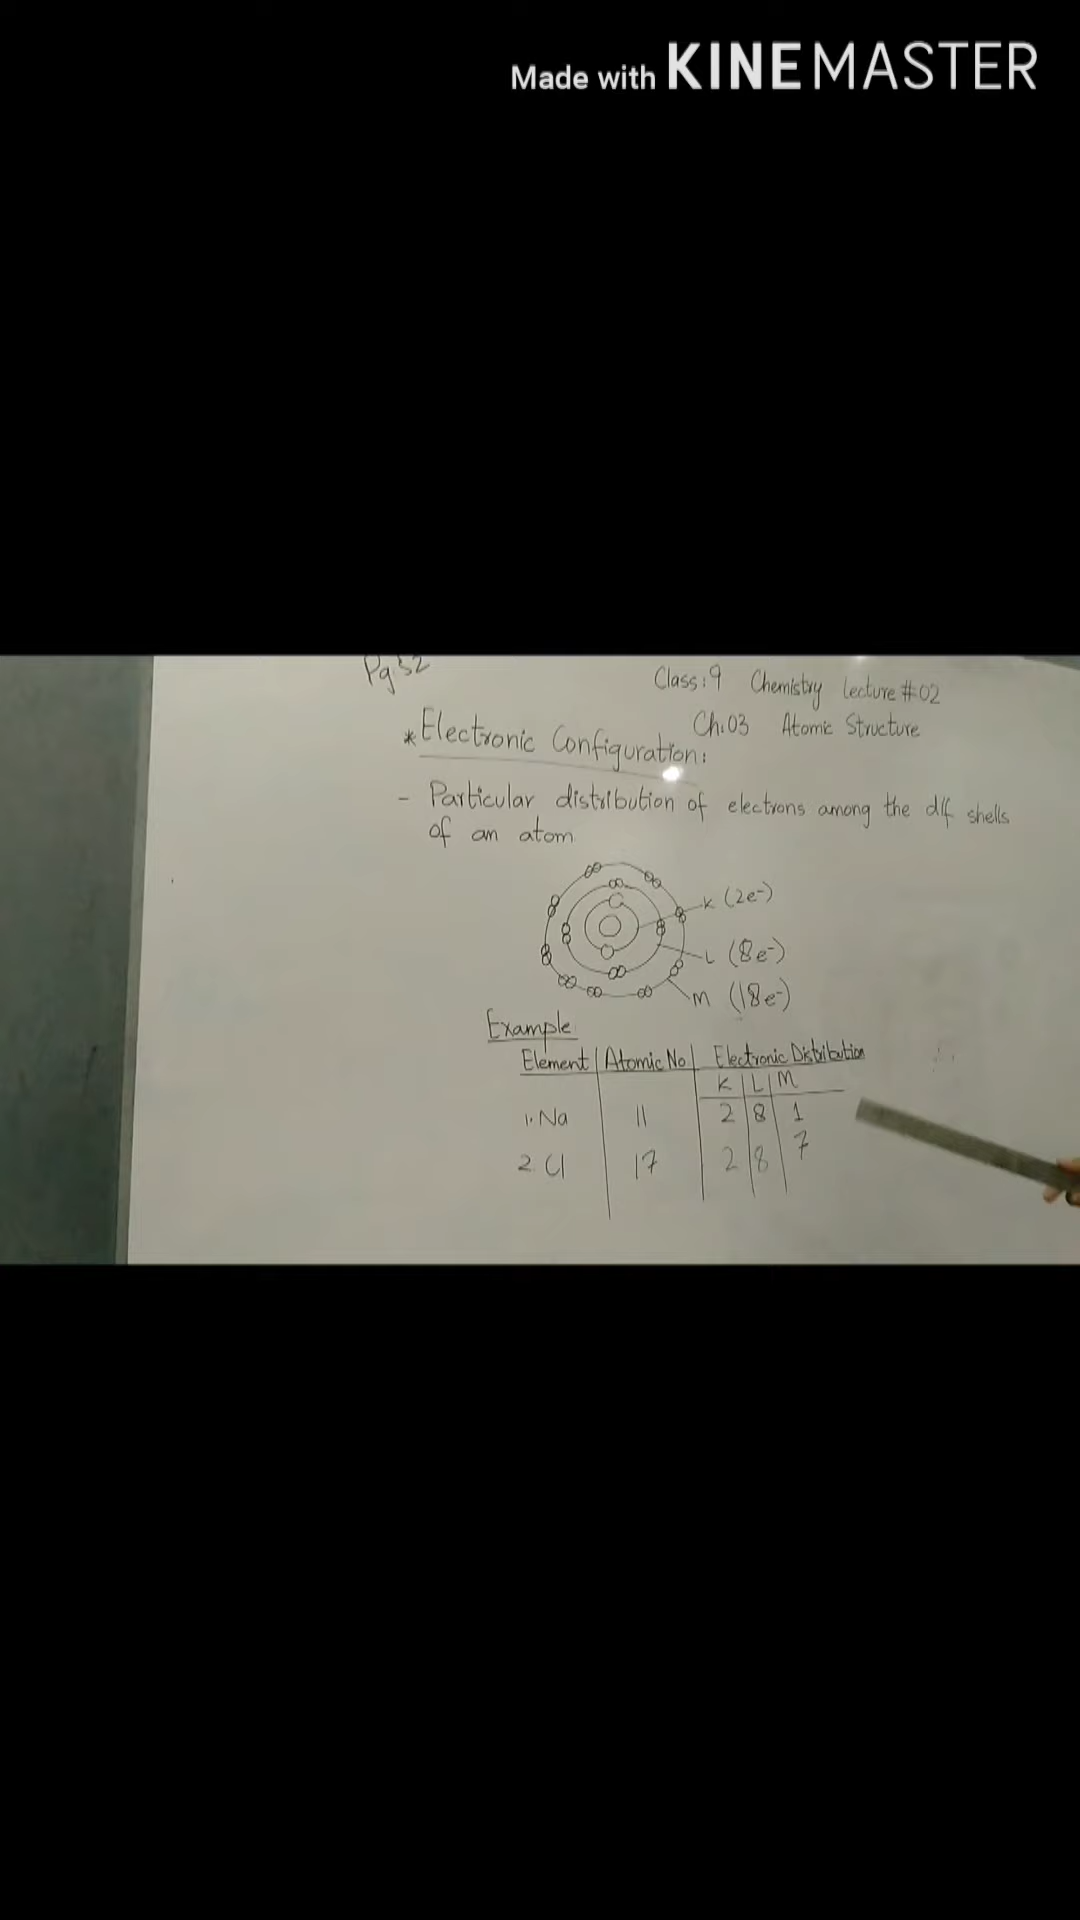 Made with KINEMASTER
Pg:52
Class:9 Chemistry Lecture #02
Ch:03 Atomic Structure
*Electronic Configuration:
- Particular distribution of electrons among the dif shells
of an atom
K (2e-)
L (8e-)
M (18e-)
Example
Element Atomic No Electronic Distribution
K L M
1. Na 11 2 8 1
2. Cl 17 2 8 7